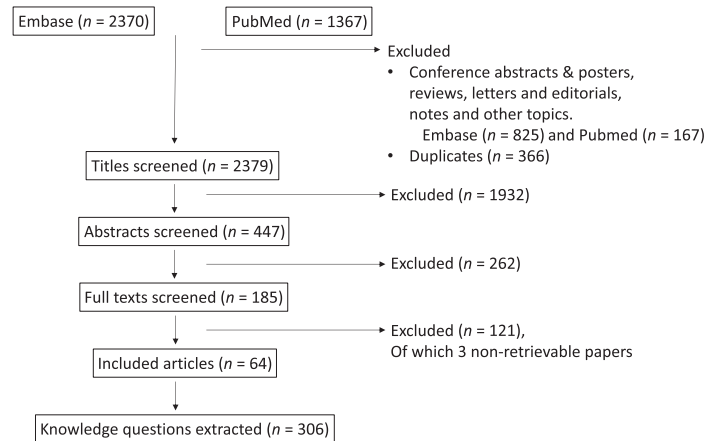 Embase (n = 2370)
PubMed (n = 1367)
Excluded
• Conference abstracts & posters,
reviews, letters and editorials,
notes and other topics.
Embase (n = 825) and Pubmed (n = 167)
• Duplicates (n = 366)
Titles screened (n = 2379)
Excluded (n = 1932)
Abstracts screened (n = 447)
Excluded (n = 262)
Full texts screened (n = 185)
Excluded (n = 121),
Of which 3 non-retrievable papers
Included articles (n = 64)
Knowledge questions extracted (n = 306)